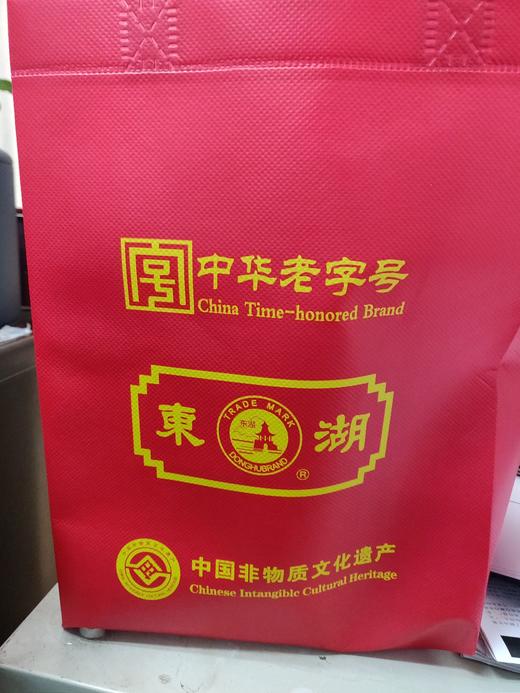 中华老字号
China Time-honored Brand
東 湖
TRADE MARK
东湖
DONGHUBRAND
®
中国非物质文化遗产
Chinese Intangible Cultural Heritage